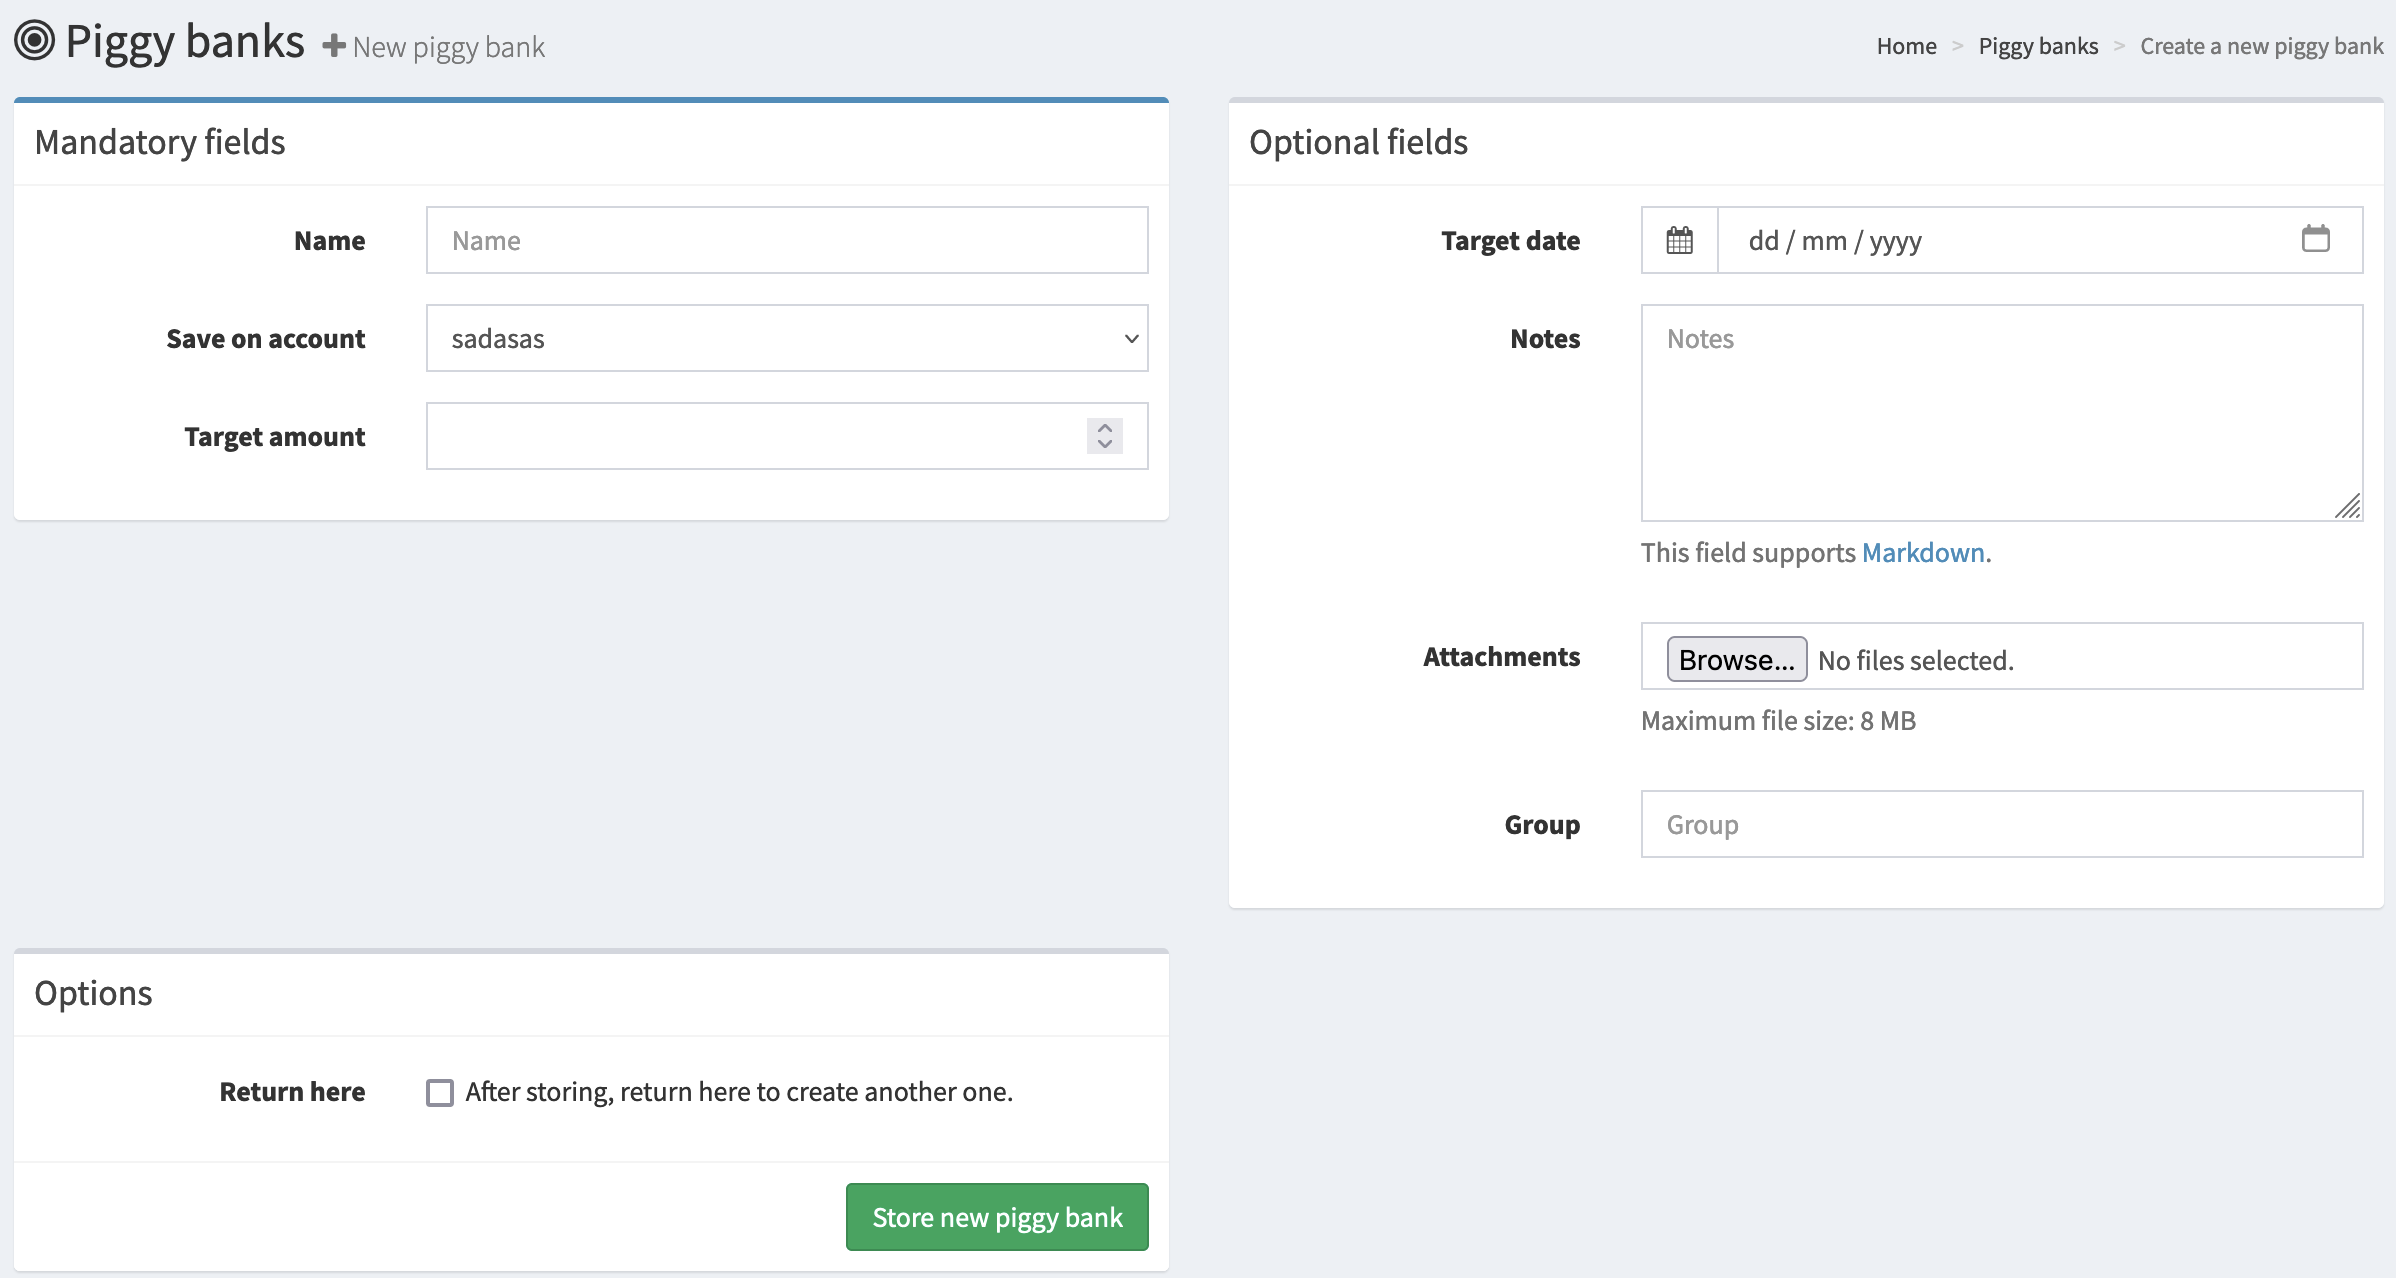 Piggy banks New piggy bank
Home > Piggy banks > Create a new piggy bank
Mandatory fields
Name Name
Save on account sadasas
Target amount
Optional fields
Target date dd / mm / yyyy
Notes Notes
This field supports Markdown.
Attachments Browse... No files selected.
Maximum file size: 8 MB
Group Group
Options
Return here After storing, return here to create another one.
Store new piggy bank